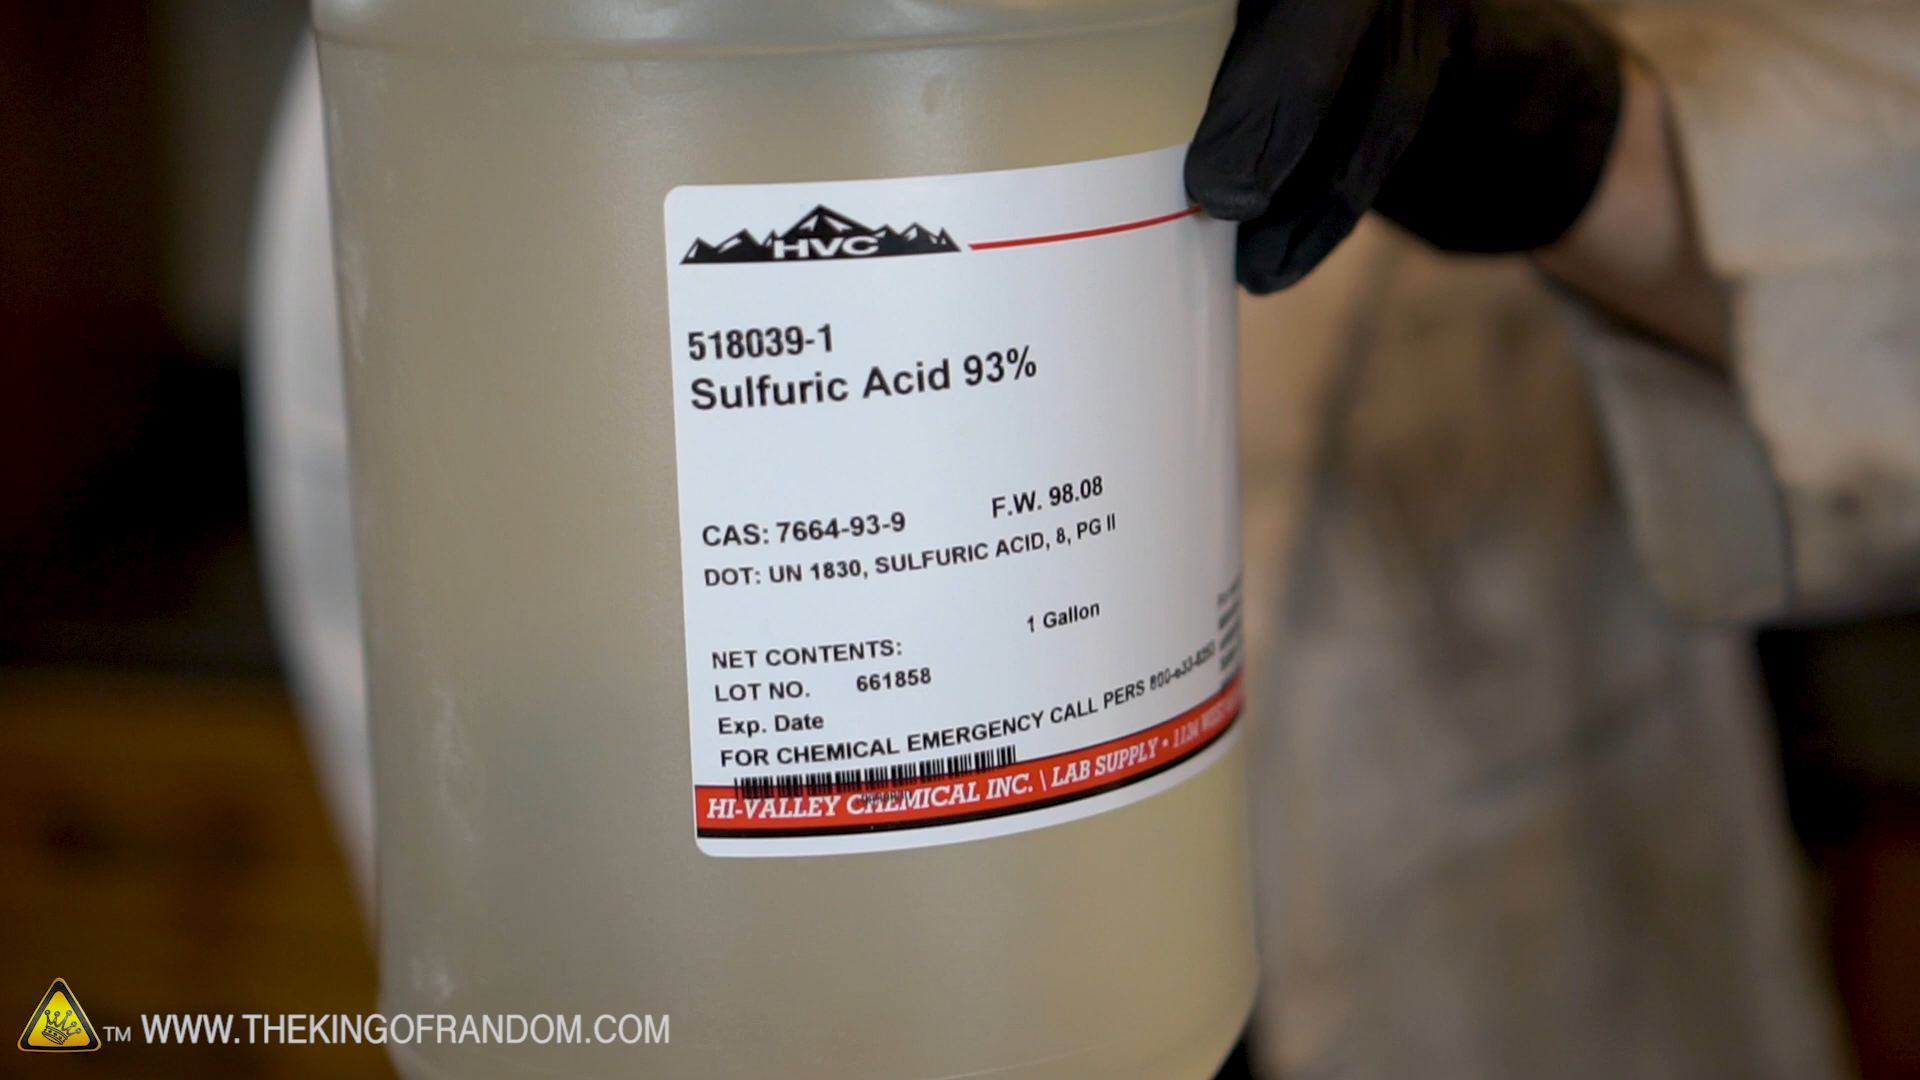 HVC
518039-1
Sulfuric Acid 93%
CAS: 7664-93-9 F.W. 98.08
DOT: UN 1830, SULFURIC ACID, 8, PG II
NET CONTENTS: 1 Gallon
LOT NO. 661858
Exp. Date
FOR CHEMICAL EMERGENCY CALL PERS
HI-VALLEY CHEMICAL INC. \ LAB SUPPLY • 1134
TM WWW.THEKINGOFRANDOM.COM